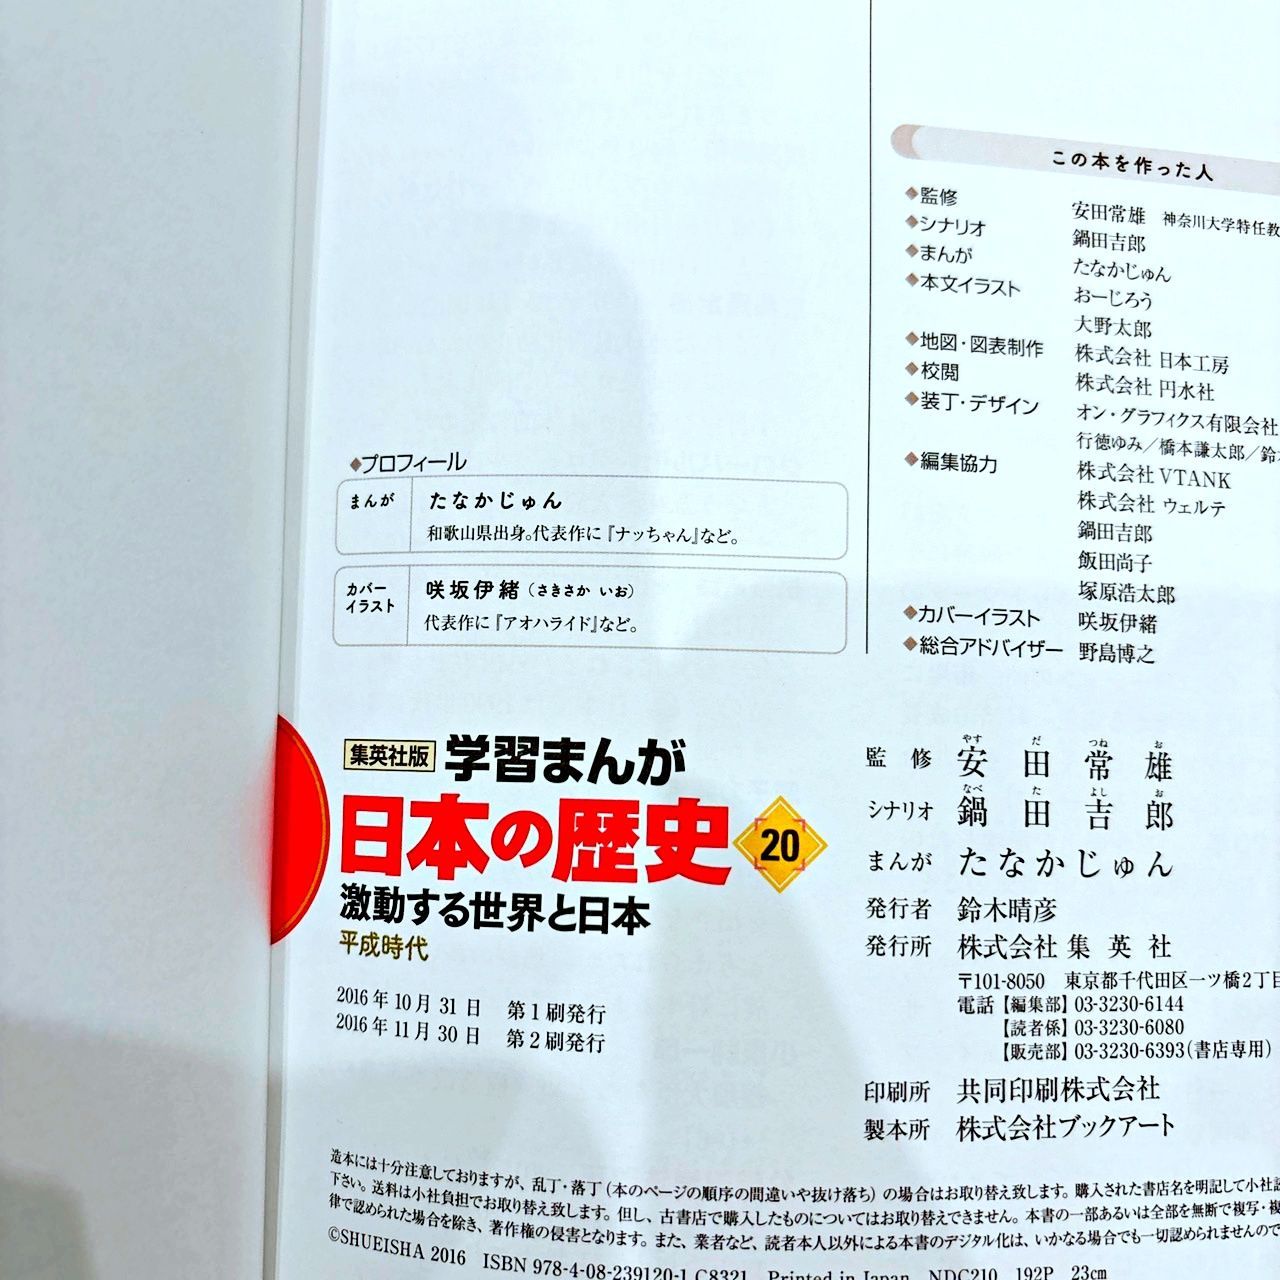 この本を作った人
◆監修 安田常雄 神奈川大学特任教
◆シナリオ 鍋田吉郎
◆まんが たなかじゅん
◆本文イラスト おーじろう
大野太郎
◆地図・図表制作 株式会社 日本工房
◆校閲 株式会社 円水社
◆装丁・デザイン オン・グラフィクス有限会社
行徳ゆみ／橋本謙太郎／鈴木
◆編集協力 株式会社 VTANK
株式会社 ウェルテ
鍋田吉郎
飯田尚子
塚原浩太郎
◆カバーイラスト 咲坂伊緒
◆総合アドバイザー 野島博之
◆プロフィール
まんが たなかじゅん
和歌山県出身。代表作に『ナッちゃん』など。
カバー
イラスト 咲坂伊緒（さきさか いお）
代表作に『アオハライド』など。
集英社版 学習まんが
日本の歴史 20
激動する世界と日本
平成時代
2016年10月31日 第1刷発行
2016年11月30日 第2刷発行
やす だ つね お
監修 安田常雄
なべ た よし お
シナリオ 鍋田吉郎
まんが たなかじゅん
発行者 鈴木晴彦
発行所 株式会社 集英社
〒101-8050 東京都千代田区一ツ橋2丁目
電話【編集部】03-3230-6144
【読者係】03-3230-6080
【販売部】03-3230-6393（書店専用）
印刷所 共同印刷株式会社
製本所 株式会社ブックアート
造本には十分注意しておりますが、乱丁・落丁（本のページの順序の間違いや抜け落ち）の場合はお取り替え致します。購入された書店名を明記して小社
下さい。送料は小社負担でお取り替え致します。但し、古書店で購入したものについてはお取り替えできません。本書の一部あるいは全部を無断で複写・複
律で認められた場合を除き、著作権の侵害となります。また、業者など、読者本人以外による本書のデジタル化は、いかなる場合でも一切認められませんので
©SHUEISHA 2016 ISBN 978-4-08-239120-1 C8321 Printed in Japan NDC210 192P 23cm